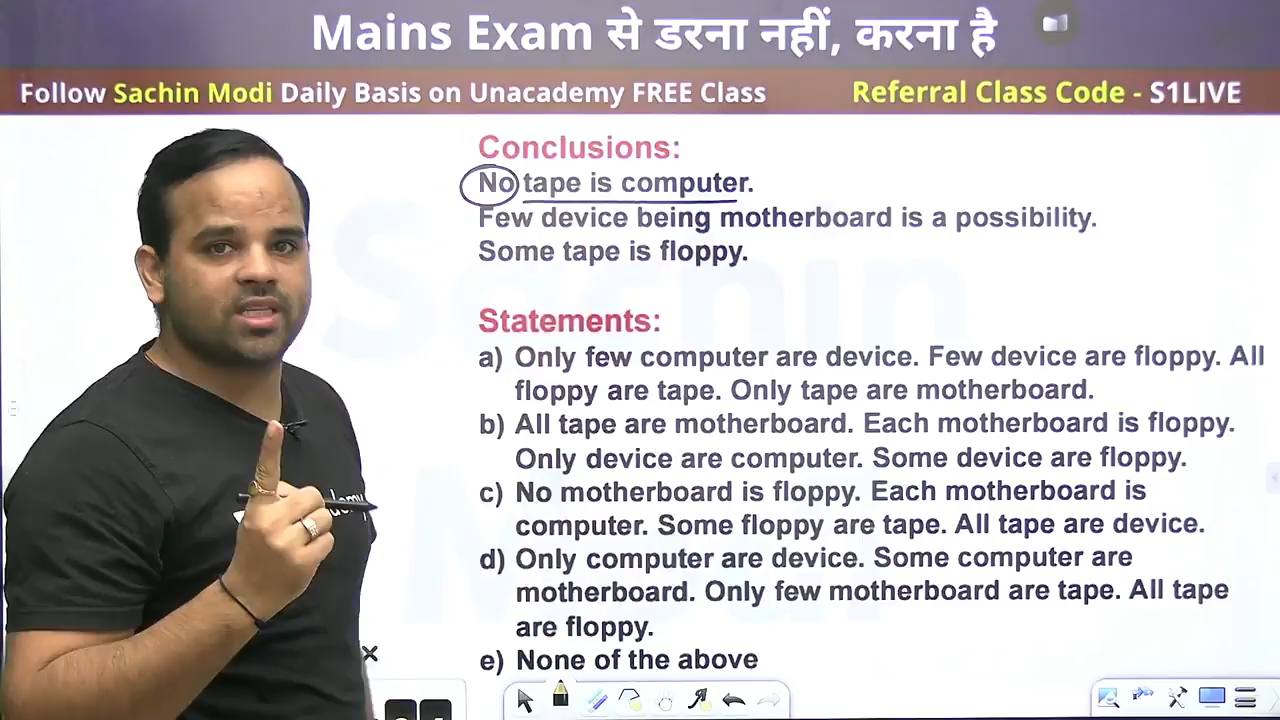 Mains Exam से डरना नहीं, करना है
Follow Sachin Modi Daily Basis on Unacademy FREE Class Referral Class Code - S1LIVE
Conclusions:
No tape is computer.
Few device being motherboard is a possibility.
Some tape is floppy.
Statements:
a) Only few computer are device. Few device are floppy. All
floppy are tape. Only tape are motherboard.
b) All tape are motherboard. Each motherboard is floppy.
Only device are computer. Some device are floppy.
c) No motherboard is floppy. Each motherboard is
computer. Some floppy are tape. All tape are device.
d) Only computer are device. Some computer are
motherboard. Only few motherboard are tape. All tape
are floppy.
e) None of the above